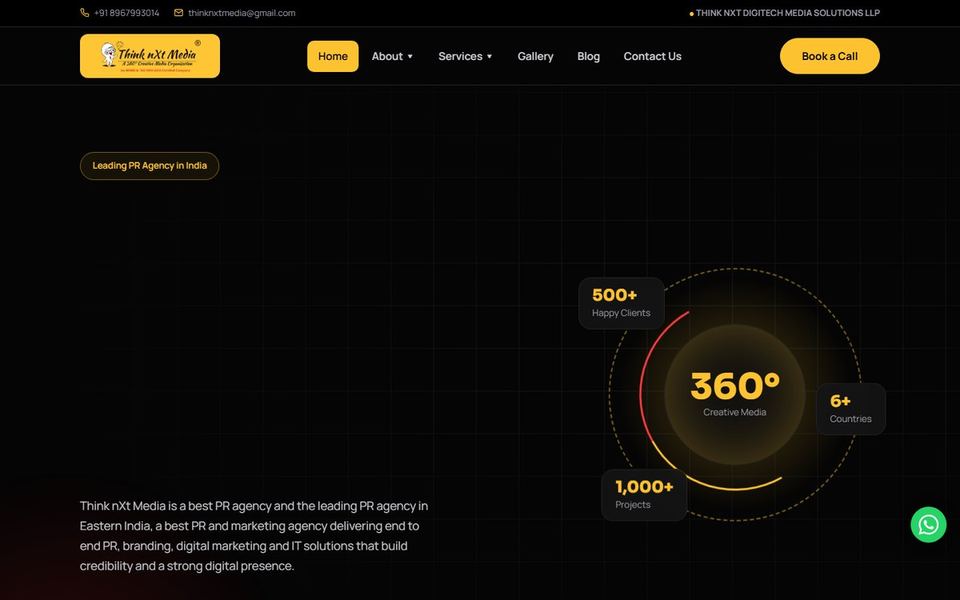 +91 8967993014
thinknxtmedia@gmail.com
THINK NXT DIGITECH MEDIA SOLUTIONS LLP
Think nXt Media ®
Home
About
Services
Gallery
Blog
Contact Us
Book a Call
Leading PR Agency in India
500+
Happy Clients
360°
Creative Media
6+
Countries
1,000+
Projects
Think nXt Media is a best PR agency and the leading PR agency in
Eastern India, a best PR and marketing agency delivering end to
end PR, branding, digital marketing and IT solutions that build
credibility and a strong digital presence.